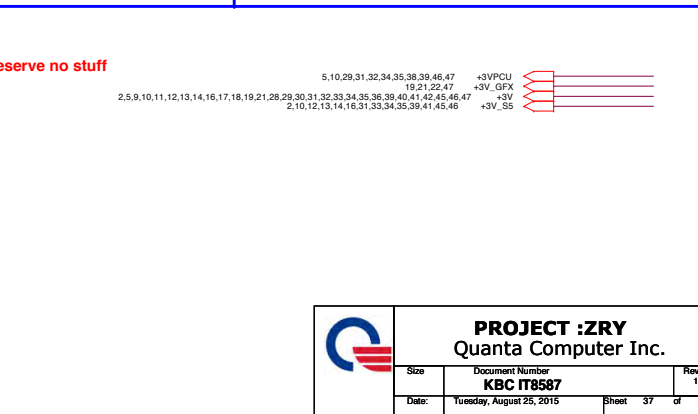 eserve no stuff
5,10,29,31,32,34,35,38,39,46,47 +3VPCU
19,21,22,47 +3V_GFX
2,5,9,10,11,12,13,14,16,17,18,19,21,28,29,30,31,32,33,34,35,36,39,40,41,42,45,46,47 +3V
2,10,12,13,14,16,31,33,34,35,39,41,45,46 +3V_S5
PROJECT :ZRY
Quanta Computer Inc.
Size Document Number Rev
KBC IT8587 1
Date: Tuesday, August 25, 2015 Sheet 37 of